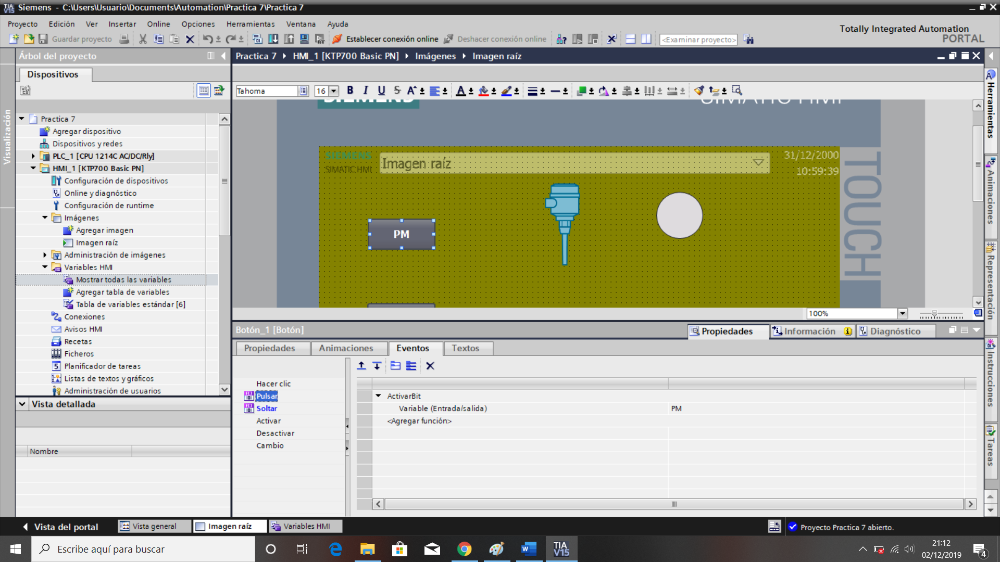 Siemens - C:\Users\Usuario\Documents\Automation\Practica 7\Practica 7
Proyecto Edición Ver Insertar Online Opciones Herramientas Ventana Ayuda
Totally Integrated Automation
PORTAL
Guardar proyecto
Establecer conexión online
Deshacer conexión online
<Examinar proyecto>
Árbol del proyecto
Practica 7 HMI_1 [KTP700 Basic PN] Imágenes Imagen raíz
Dispositivos
Tahoma
16
Visualización
Practica 7
Agregar dispositivo
Dispositivos y redes
PLC_1 [CPU 1214C AC/DC/Rly]
HMI_1 [KTP700 Basic PN]
Configuración de dispositivos
Online y diagnóstico
Configuración de runtime
Imágenes
Agregar imagen
Imagen raíz
Administración de imágenes
Variables HMI
Mostrar todas las variables
Agregar tabla de variables
Tabla de variables estándar [6]
Conexiones
Avisos HMI
Recetas
Ficheros
Planificador de tareas
Listas de textos y gráficos
Administración de usuarios
Vista detallada
Nombre
SIEMENS
SIMATIC HMI
SIEMENS
SIMATIC HMI
Imagen raíz
31/12/2000
10:59:39
PM
TOUCH
100%
Herramientas
Animaciones
Representación
Instrucciones
Tareas
Botón_1 [Botón]
Propiedades
Información
Diagnóstico
Propiedades Animaciones Eventos Textos
Hacer clic
Pulsar
Soltar
Activar
Desactivar
Cambio
ActivarBit
Variable (Entrada/salida) PM
<Agregar función>
Vista del portal
Vista general
Imagen raíz
Variables HMI
Proyecto Practica 7 abierto.
Escribe aquí para buscar
TIA
V15
21:12
02/12/2019
4